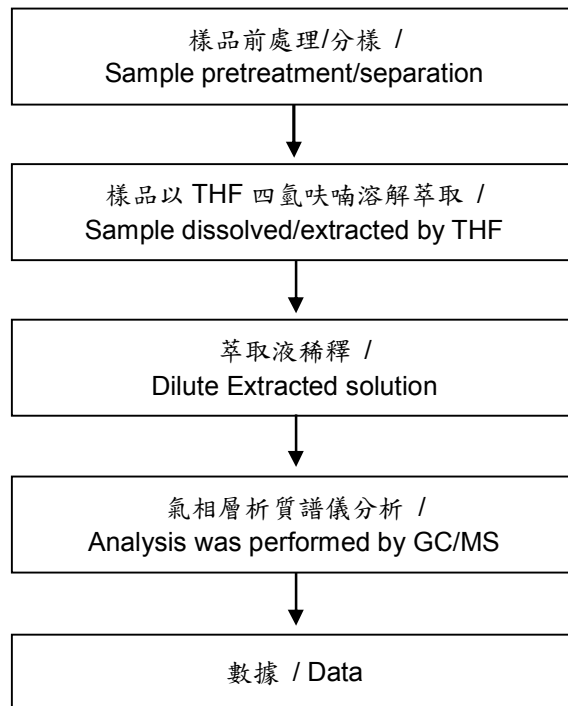 樣品前處理/分樣 /
Sample pretreatment/separation
樣品以 THF 四氫呋喃溶解萃取 /
Sample dissolved/extracted by THF
萃取液稀釋 /
Dilute Extracted solution
氣相層析質譜儀分析 /
Analysis was performed by GC/MS
數據 / Data